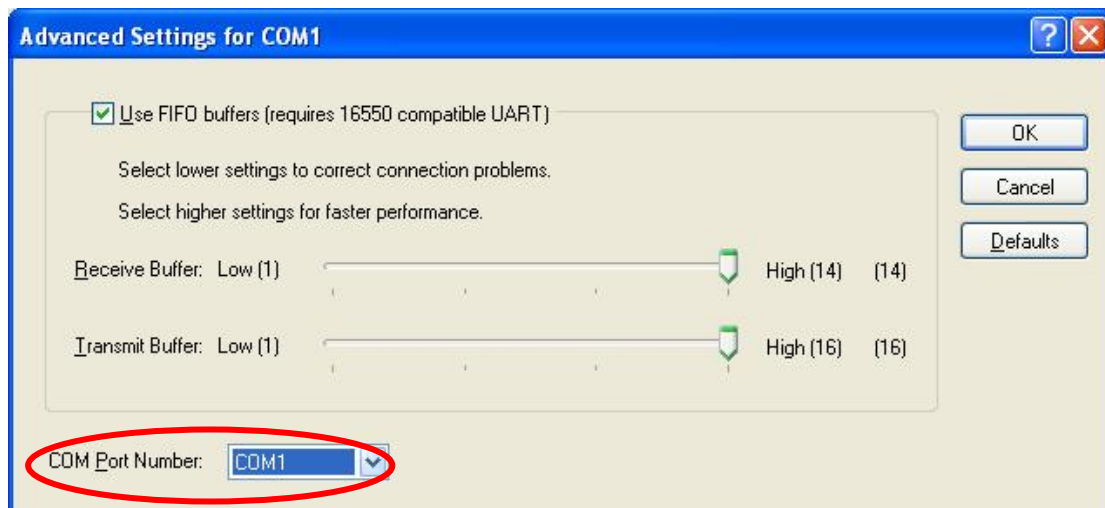 Advanced Settings for COM1
Use FIFO buffers (requires 16550 compatible UART)
OK
Select lower settings to correct connection problems.
Cancel
Select higher settings for faster performance.
Defaults
Receive Buffer: Low (1) High (14) (14)
Transmit Buffer: Low (1) High (16) (16)
COM Port Number: COM1